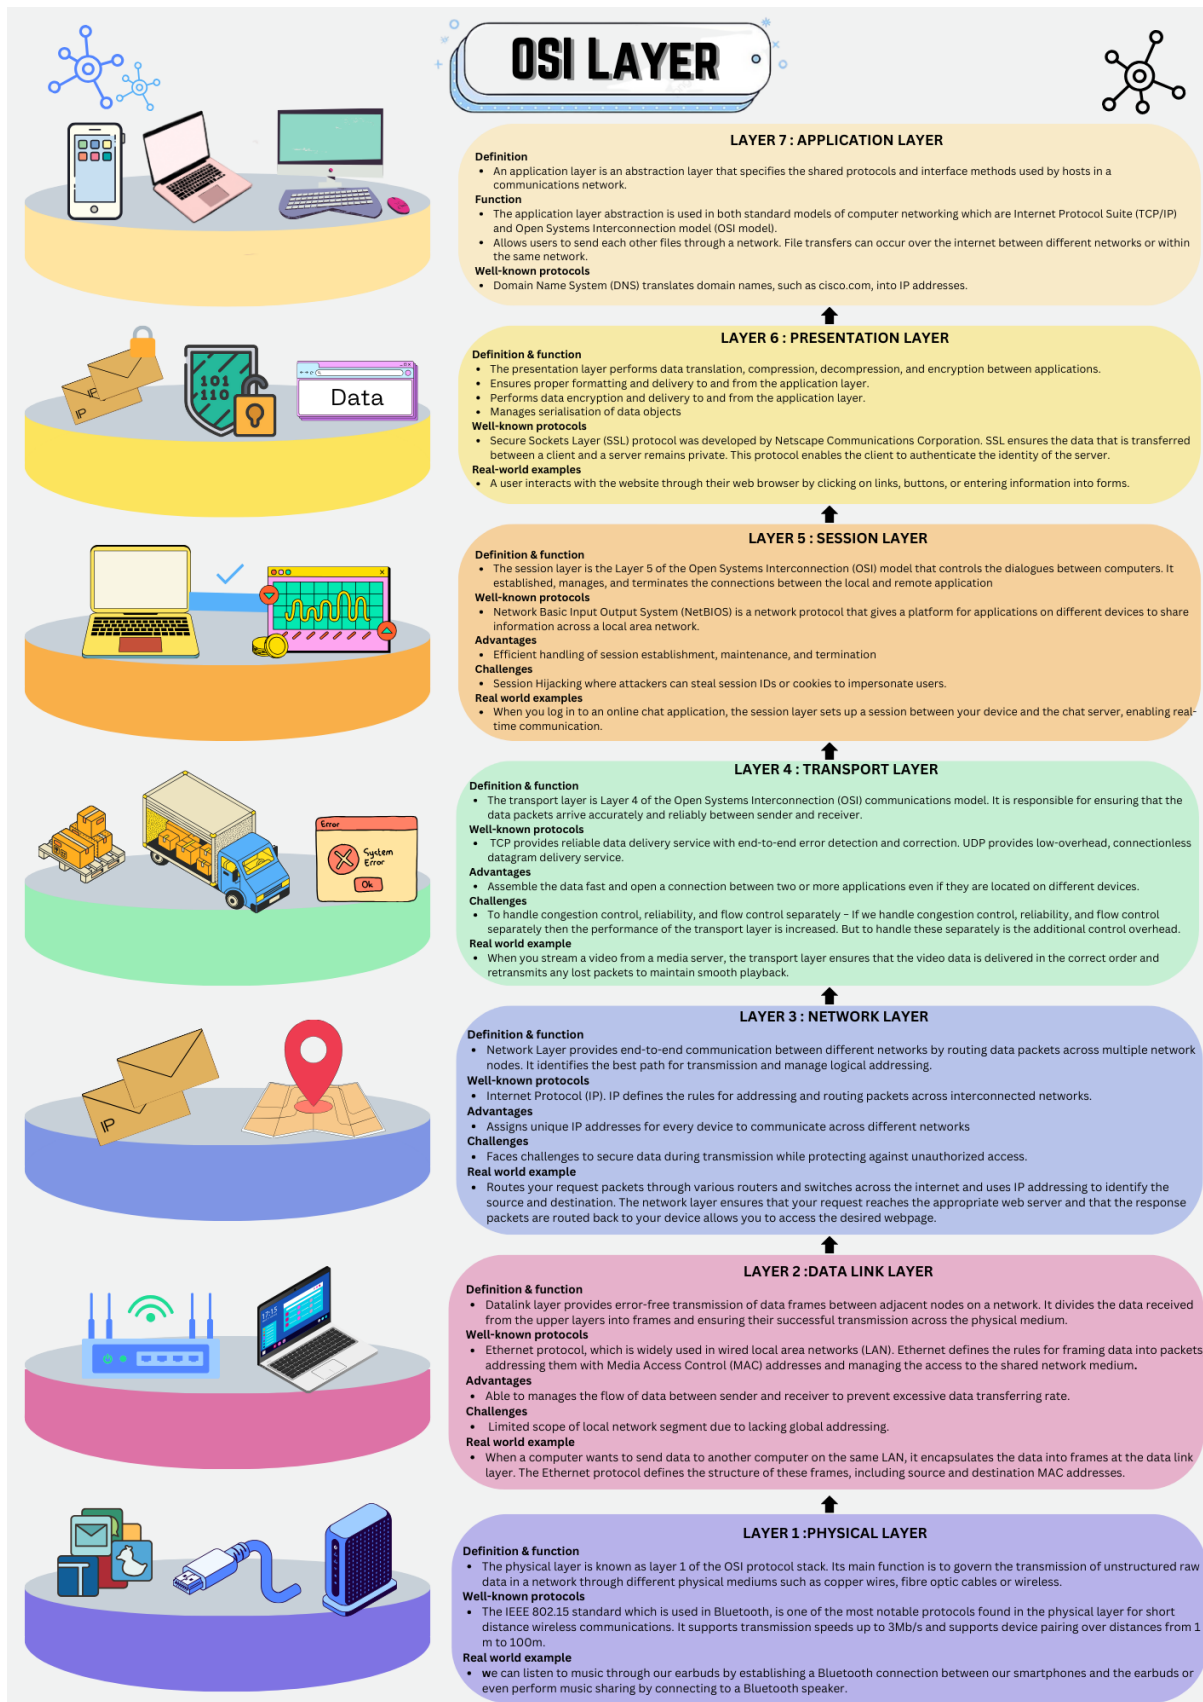 OSI LAYER
LAYER 7 : APPLICATION LAYER
Definition
• An application layer is an abstraction layer that specifies the shared protocols and interface methods used by hosts in a
communications network.
Function
• The application layer abstraction is used in both standard models of computer networking which are Internet Protocol Suite (TCP/IP)
and Open Systems Interconnection model (OSI model).
• Allows users to send each other files through a network. File transfers can occur over the internet between different networks or within
the same network.
Well-known protocols
• Domain Name System (DNS) translates domain names, such as cisco.com, into IP addresses.
IP
IP
101
110
Data
LAYER 6 : PRESENTATION LAYER
Definition & function
• The presentation layer performs data translation, compression, decompression, and encryption between applications.
• Ensures proper formatting and delivery to and from the application layer.
• Performs data encryption and delivery to and from the application layer.
• Manages serialisation of data objects
Well-known protocols
• Secure Sockets Layer (SSL) protocol was developed by Netscape Communications Corporation. SSL ensures the data that is transferred
between a client and a server remains private. This protocol enables the client to authenticate the identity of the server.
Real-world examples
• A user interacts with the website through their web browser by clicking on links, buttons, or entering information into forms.
LAYER 5 : SESSION LAYER
Definition & function
• The session layer is the Layer 5 of the Open Systems Interconnection (OSI) model that controls the dialogues between computers. It
established, manages, and terminates the connections between the local and remote application
Well-known protocols
• Network Basic Input Output System (NetBIOS) is a network protocol that gives a platform for applications on different devices to share
information across a local area network.
Advantages
• Efficient handling of session establishment, maintenance, and termination
Challenges
• Session Hijacking where attackers can steal session IDs or cookies to impersonate users.
Real world examples
• When you log in to an online chat application, the session layer sets up a session between your device and the chat server, enabling real-
time communication.
Error
System
Error
Ok
LAYER 4 : TRANSPORT LAYER
Definition & function
• The transport layer is Layer 4 of the Open Systems Interconnection (OSI) communications model. It is responsible for ensuring that the
data packets arrive accurately and reliably between sender and receiver.
Well-known protocols
• TCP provides reliable data delivery service with end-to-end error detection and correction. UDP provides low-overhead, connectionless
datagram delivery service.
Advantages
• Assemble the data fast and open a connection between two or more applications even if they are located on different devices.
Challenges
• To handle congestion control, reliability, and flow control separately – If we handle congestion control, reliability, and flow control
separately then the performance of the transport layer is increased. But to handle these separately is the additional control overhead.
Real world example
• When you stream a video from a media server, the transport layer ensures that the video data is delivered in the correct order and
retransmits any lost packets to maintain smooth playback.
IP
LAYER 3 : NETWORK LAYER
Definition & function
• Network Layer provides end-to-end communication between different networks by routing data packets across multiple network
nodes. It identifies the best path for transmission and manage logical addressing.
Well-known protocols
• Internet Protocol (IP). IP defines the rules for addressing and routing packets across interconnected networks.
Advantages
• Assigns unique IP addresses for every device to communicate across different networks
Challenges
• Faces challenges to secure data during transmission while protecting against unauthorized access.
Real world example
• Routes your request packets through various routers and switches across the internet and uses IP addressing to identify the
source and destination. The network layer ensures that your request reaches the appropriate web server and that the response
packets are routed back to your device allows you to access the desired webpage.
17:15
LAYER 2 :DATA LINK LAYER
Definition & function
• Datalink layer provides error-free transmission of data frames between adjacent nodes on a network. It divides the data received
from the upper layers into frames and ensuring their successful transmission across the physical medium.
Well-known protocols
• Ethernet protocol, which is widely used in wired local area networks (LAN). Ethernet defines the rules for framing data into packets
addressing them with Media Access Control (MAC) addresses and managing the access to the shared network medium.
Advantages
• Able to manages the flow of data between sender and receiver to prevent excessive data transferring rate.
Challenges
• Limited scope of local network segment due to lacking global addressing.
Real world example
• When a computer wants to send data to another computer on the same LAN, it encapsulates the data into frames at the data link
layer. The Ethernet protocol defines the structure of these frames, including source and destination MAC addresses.
LAYER 1 :PHYSICAL LAYER
Definition & function
• The physical layer is known as layer 1 of the OSI protocol stack. Its main function is to govern the transmission of unstructured raw
data in a network through different physical mediums such as copper wires, fibre optic cables or wireless.
Well-known protocols
• The IEEE 802.15 standard which is used in Bluetooth, is one of the most notable protocols found in the physical layer for short
distance wireless communications. It supports transmission speeds up to 3Mb/s and supports device pairing over distances from 1
m to 100m.
Real world example
• we can listen to music through our earbuds by establishing a Bluetooth connection between our smartphones and the earbuds or
even perform music sharing by connecting to a Bluetooth speaker.